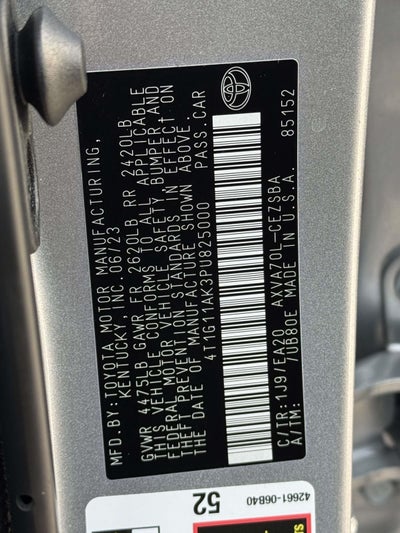 MFD.BY: TOYOTA MOTOR MANUFACTURING,
KENTUCKY, INC. 06/23
GVWR 4475LB GAWR FR 2620LB RR 2420LB
THIS VEHICLE CONFORMS TO ALL APPLICABLE
FEDERAL MOTOR VEHICLE SAFETY, BUMPER AND
THEFT PREVENTION STANDARDS IN EFFECT ON
THE DATE OF MANUFACTURE SHOWN ABOVE.
4T1G11AK3PU825000 PASS.CAR
C/TR: 1J9/EA20 AXVA70L-CEZSBA
A/TM: 70B80E MADE IN U.S.A. 85152
52
42661-06B40